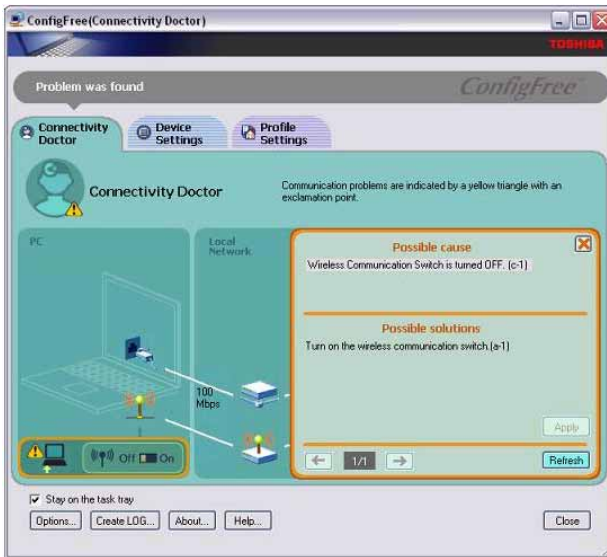 ConfigFree(Connectivity Doctor)
TOSHIBA
Problem was found
ConfigFree™
Connectivity
Doctor
Device
Settings
Profile
Settings
Connectivity Doctor
Communication problems are indicated by a yellow triangle with an
exclamation point.
PC
Local
Network
100
Mbps
Off On
Possible cause
Wireless Communication Switch is turned OFF. (c-1)
Possible solutions
Turn on the wireless communication switch.(a-1)
Apply
1/1
Refresh
Stay on the task tray
Options...
Create LOG...
About...
Help...
Close